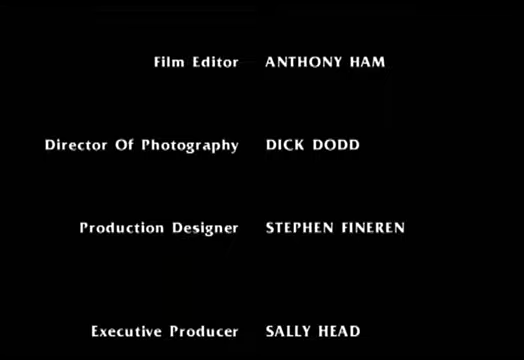 Film Editor ANTHONY HAM
Director Of Photography DICK DODD
Production Designer STEPHEN FINEREN
Executive Producer SALLY HEAD